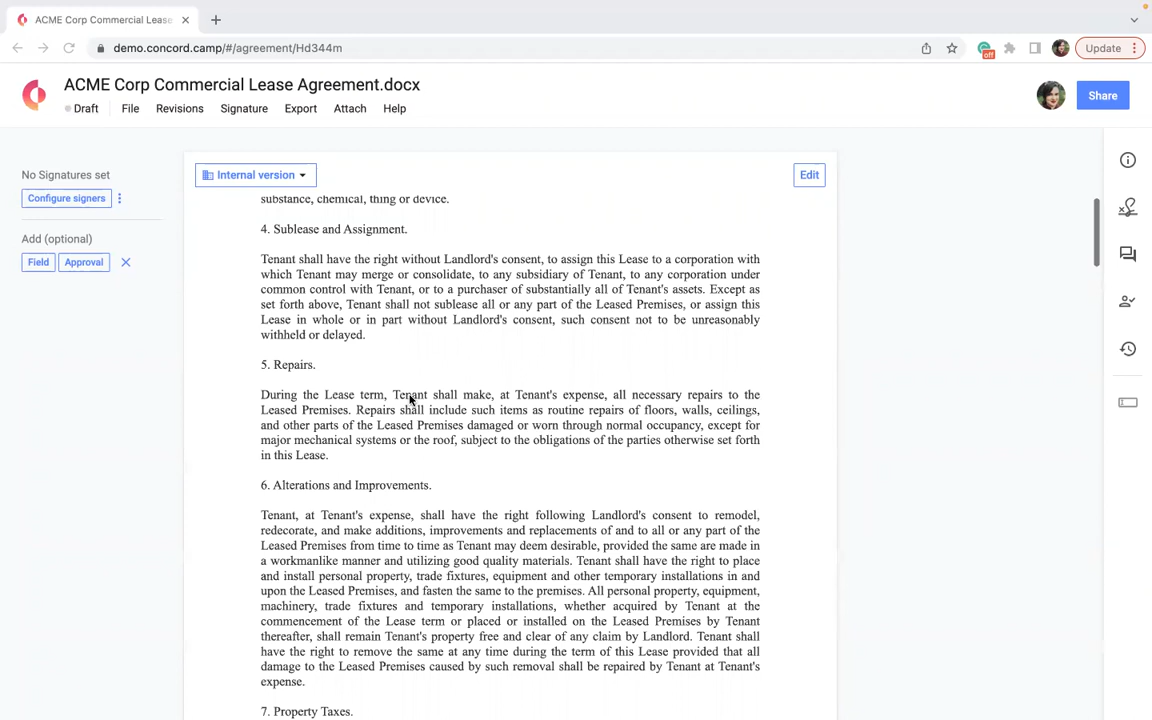 ACME Corp Commercial Lease
demo.concord.camp/#/agreement/Hd344m
off
Update
ACME Corp Commercial Lease Agreement.docx
Draft File Revisions Signature Export Attach Help
Share
No Signatures set
Configure signers
Add (optional)
Field Approval
Internal version
Edit
substance, chemical, thing or device.
4. Sublease and Assignment.
Tenant shall have the right without Landlord's consent, to assign this Lease to a corporation with
which Tenant may merge or consolidate, to any subsidiary of Tenant, to any corporation under
common control with Tenant, or to a purchaser of substantially all of Tenant's assets. Except as
set forth above, Tenant shall not sublease all or any part of the Leased Premises, or assign this
Lease in whole or in part without Landlord's consent, such consent not to be unreasonably
withheld or delayed.
5. Repairs.
During the Lease term, Tenant shall make, at Tenant's expense, all necessary repairs to the
Leased Premises. Repairs shall include such items as routine repairs of floors, walls, ceilings,
and other parts of the Leased Premises damaged or worn through normal occupancy, except for
major mechanical systems or the roof, subject to the obligations of the parties otherwise set forth
in this Lease.
6. Alterations and Improvements.
Tenant, at Tenant's expense, shall have the right following Landlord's consent to remodel,
redecorate, and make additions, improvements and replacements of and to all or any part of the
Leased Premises from time to time as Tenant may deem desirable, provided the same are made in
a workmanlike manner and utilizing good quality materials. Tenant shall have the right to place
and install personal property, trade fixtures, equipment and other temporary installations in and
upon the Leased Premises, and fasten the same to the premises. All personal property, equipment,
machinery, trade fixtures and temporary installations, whether acquired by Tenant at the
commencement of the Lease term or placed or installed on the Leased Premises by Tenant
thereafter, shall remain Tenant's property free and clear of any claim by Landlord. Tenant shall
have the right to remove the same at any time during the term of this Lease provided that all
damage to the Leased Premises caused by such removal shall be repaired by Tenant at Tenant's
expense.
7. Property Taxes.